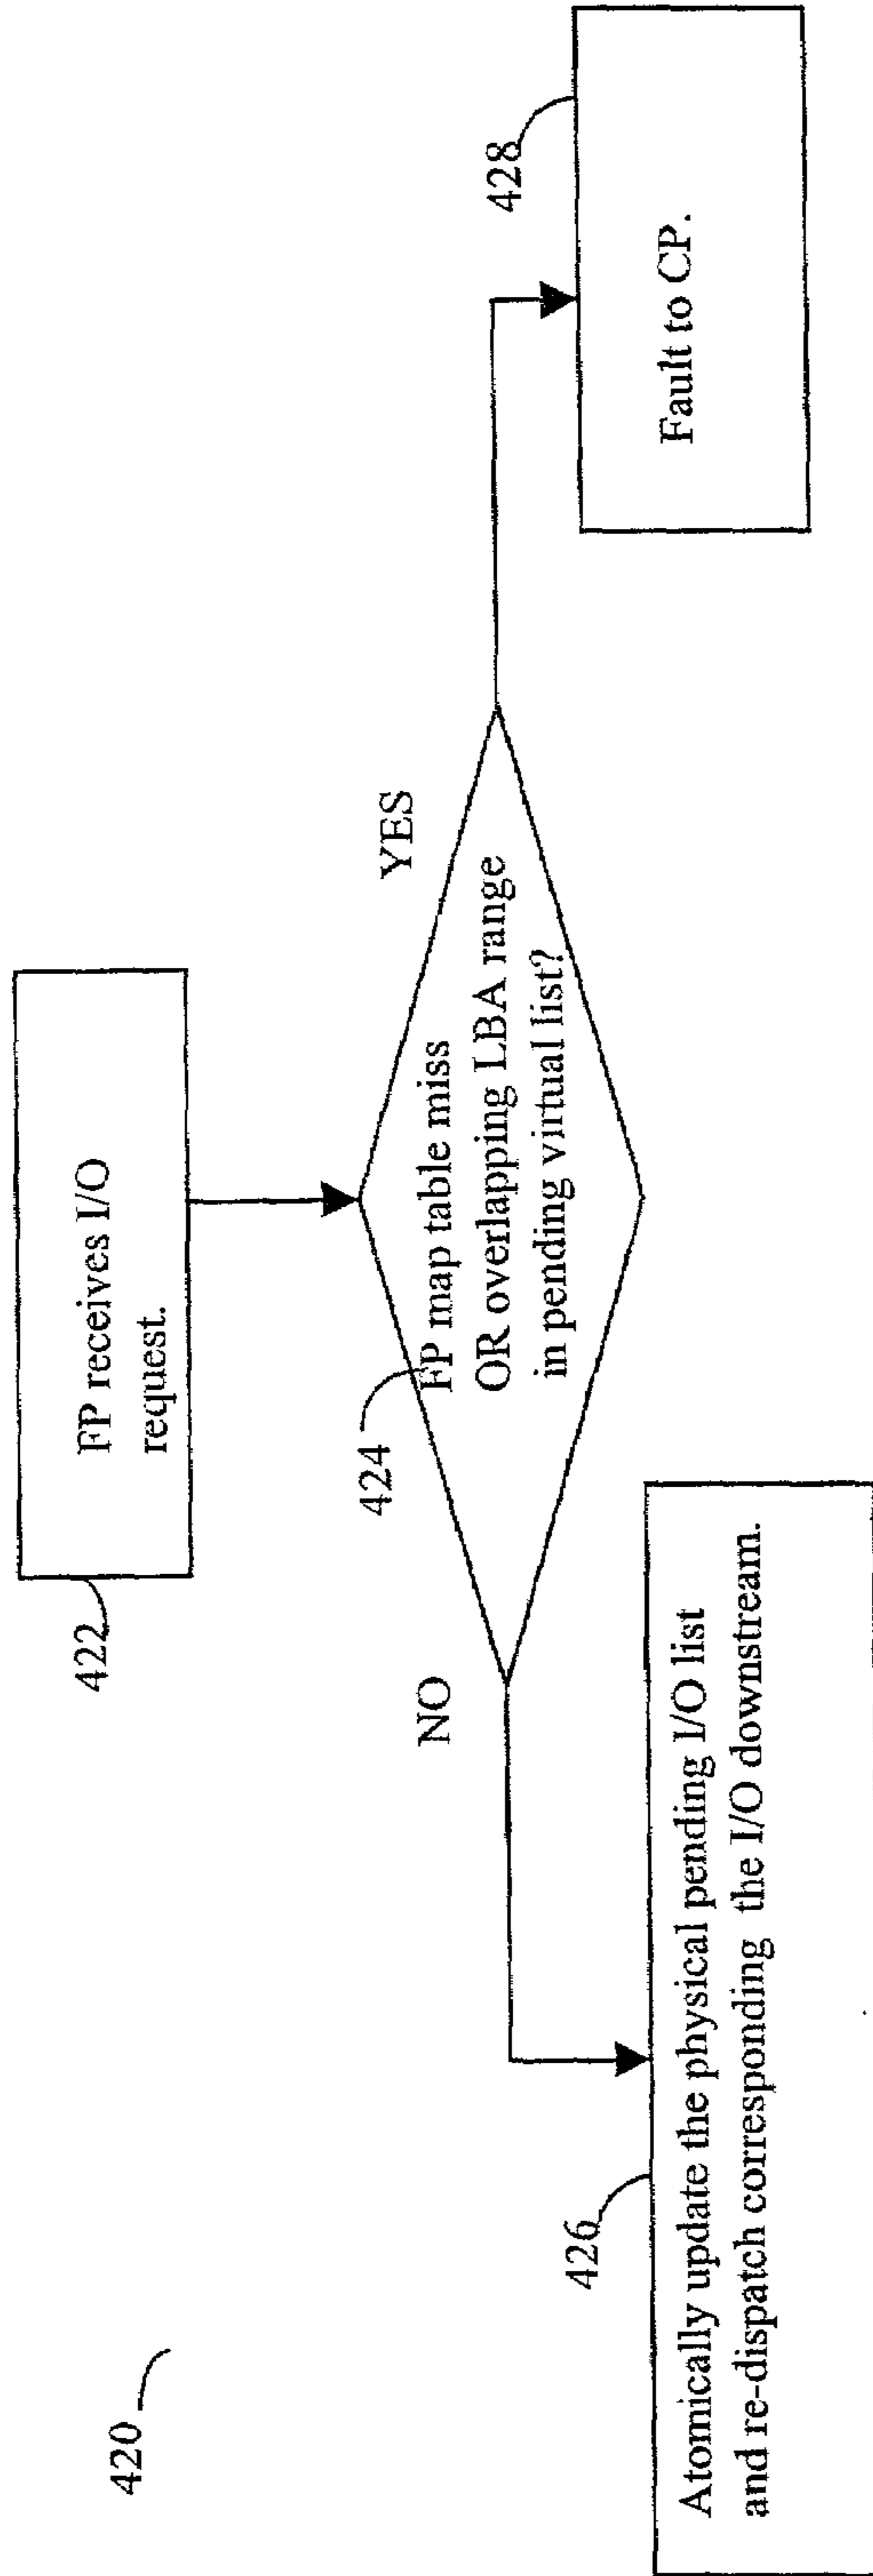 420
422
FP receives I/O
request.
424
FP map table miss
OR overlapping LBA range
in pending virtual list?
NO
YES
426
Atomically update the physical pending I/O list
and re-dispatch corresponding the I/O downstream.
428
Fault to CP.